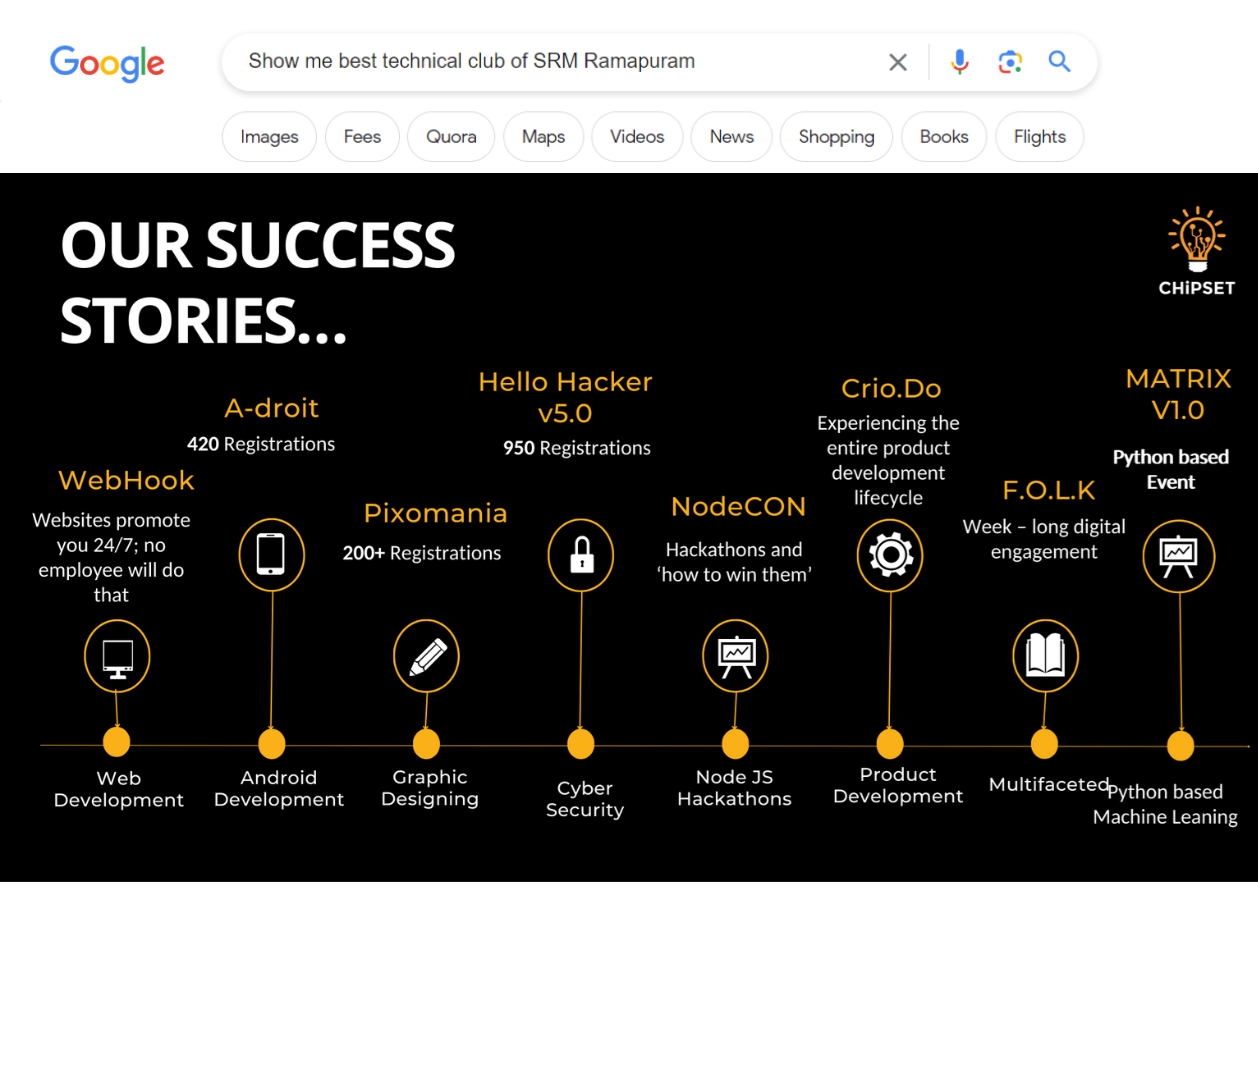 Google
Show me best technical club of SRM Ramapuram
Images
Fees
Quora
Maps
Videos
News
Shopping
Books
Flights
OUR SUCCESS
STORIES...
CHiPSET
WebHook
Websites promote
you 24/7; no
employee will do
that
Web
Development
A-droit
420 Registrations
Android
Development
Pixomania
200+ Registrations
Graphic
Designing
Hello Hacker
v5.0
950 Registrations
Cyber
Security
NodeCON
Hackathons and
‘how to win them’
Node JS
Hackathons
Crio.Do
Experiencing the
entire product
development
lifecycle
Product
Development
F.O.L.K
Week – long digital
engagement
Multifaceted
MATRIX
V1.0
Python based
Event
Python based
Machine Leaning